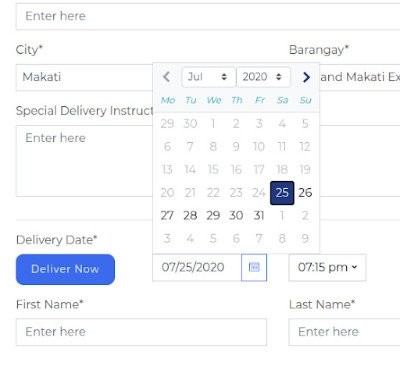 Enter here
City* Barangay*
Makati and Makati Ex
Jul 2020
Special Delivery Instruct
Mo Tu We Th Fr Sa Su
Enter here
29 30 1 2 3 4 5
6 7 8 9 10 11 12
13 14 15 16 17 18 19
20 21 22 23 24 25 26
27 28 29 30 31 1 2
3 4 5 6 7 8 9
Delivery Date*
Deliver Now 07/25/2020 07:15 pm
First Name* Last Name*
Enter here Enter here